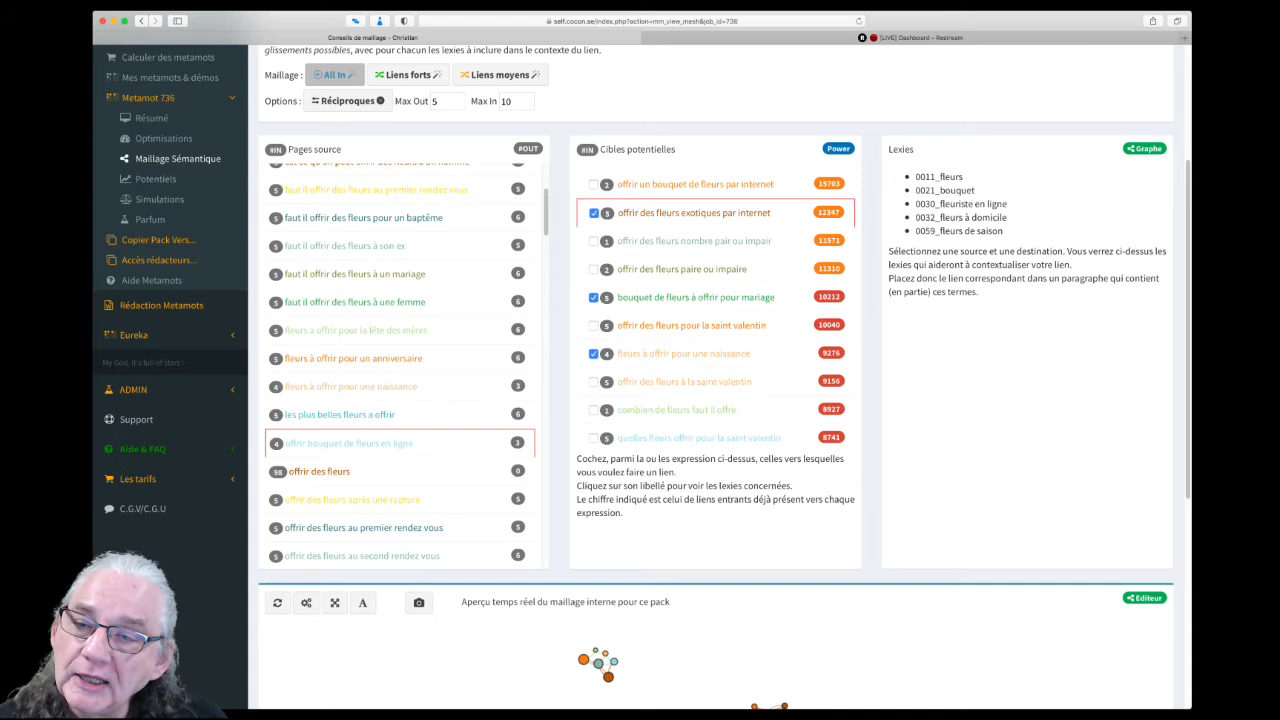 self.cocon.se/index.php?action=mm_view_mesh&job_id=736
Conseils de maillage – Christian
[LIVE] Dashboard – Restream
Calculer des metamots
Mes metamots & démos
Metamot 736
Résumé
Optimisations
Maillage Sémantique
Potentiels
Simulations
Parfum
Copier Pack Vers...
Accès rédacteurs...
Aide Metamots
Rédaction Metamots
Eureka
My God, It's full of stars !
ADMIN
Support
Aide & FAQ
Les tarifs
C.G.V/C.G.U
glissements possibles, avec pour chacun les lexies à inclure dans le contexte du lien.
Maillage : All In Liens forts Liens moyens
Options : Réciproques Max Out 5 Max In 10
#IN Pages source #OUT
5
faut il offrir des fleurs au premier rendez vous 5
5 faut il offrir des fleurs pour un baptême 6
5 faut il offrir des fleurs à son ex 5
5 faut il offrir des fleurs à un mariage 6
5 faut il offrir des fleurs à une femme 6
5 fleurs a offrir pour la fête des mères 6
5 fleurs à offrir pour un anniversaire 6
4 fleurs à offrir pour une naissance 3
5 les plus belles fleurs a offrir 6
4 offrir bouquet de fleurs en ligne 3
98 offrir des fleurs 0
5 offrir des fleurs après une rupture 5
5 offrir des fleurs au premier rendez vous 5
5 offrir des fleurs au second rendez vous 6
#IN Cibles potentielles Power
2 offrir un bouquet de fleurs par internet 15703
5 offrir des fleurs exotiques par internet 12347
1 offrir des fleurs nombre pair ou impair 11571
2 offrir des fleurs paire ou impaire 11310
5 bouquet de fleurs à offrir pour mariage 10212
5 offrir des fleurs pour la saint valentin 10040
4 fleurs à offrir pour une naissance 9276
5 offrir des fleurs à la saint valentin 9156
1 combien de fleurs faut il offrir 8927
5 quelles fleurs offrir pour la saint valentin 8741
Cochez, parmi la ou les expression ci-dessus, celles vers lesquelles
vous voulez faire un lien.
Cliquez sur son libellé pour voir les lexies concernées.
Le chiffre indiqué est celui de liens entrants déjà présent vers chaque
expression.
Lexies Graphe
0011_fleurs
0021_bouquet
0030_fleuriste en ligne
0032_fleurs à domicile
0059_fleurs de saison
Sélectionnez une source et une destination. Vous verrez ci-dessus les
lexies qui aideront à contextualiser votre lien.
Placez donc le lien correspondant dans un paragraphe qui contient
(en partie) ces termes.
A Aperçu temps réel du maillage interne pour ce pack Editeur